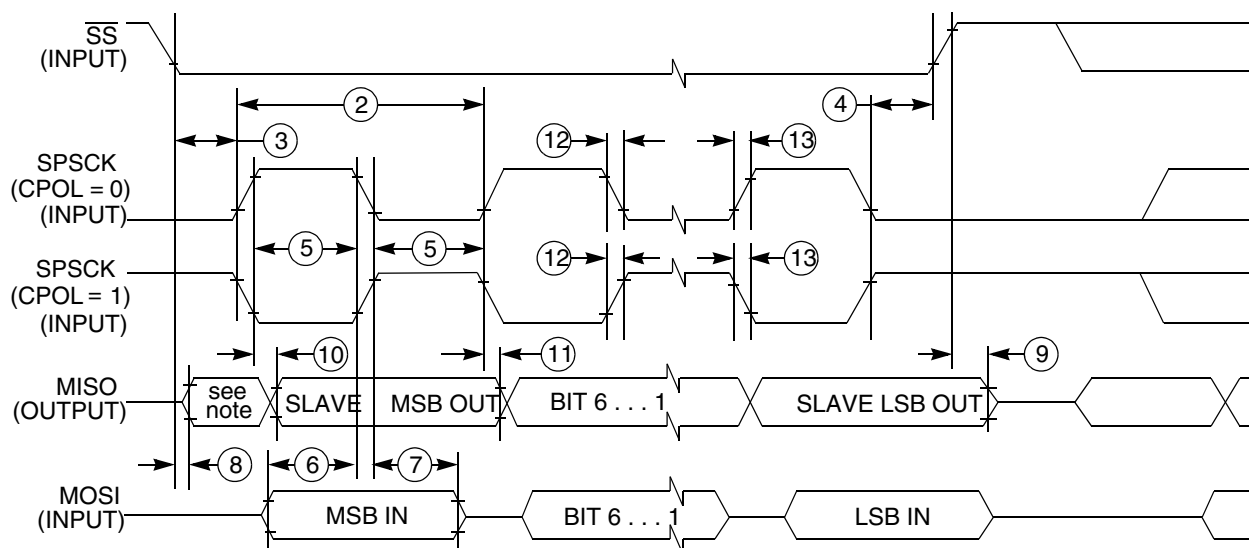 SS
(INPUT)
2
4
3
12
13
SPSCK
(CPOL = 0)
(INPUT)
5
5
SPSCK
(CPOL = 1)
(INPUT)
12
13
10
11
9
MISO
(OUTPUT)
see
note
SLAVE
MSB OUT
BIT 6 . . . 1
SLAVE LSB OUT
8
6
7
MOSI
(INPUT)
MSB IN
BIT 6 . . . 1
LSB IN